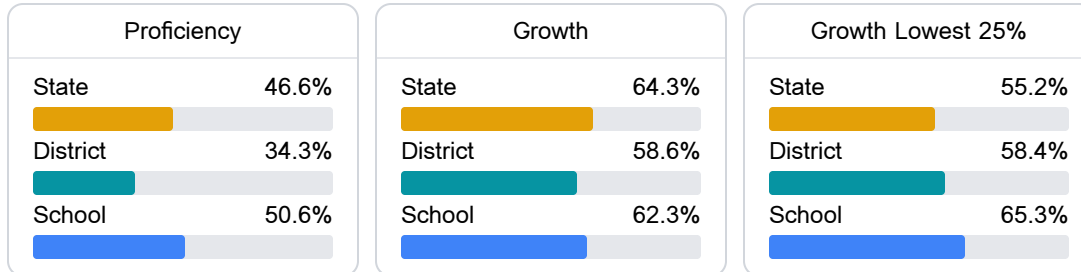 Proficiency
State 46.6%
District 34.3%
School 50.6%
Growth
State 64.3%
District 58.6%
School 62.3%
Growth Lowest 25%
State 55.2%
District 58.4%
School 65.3%